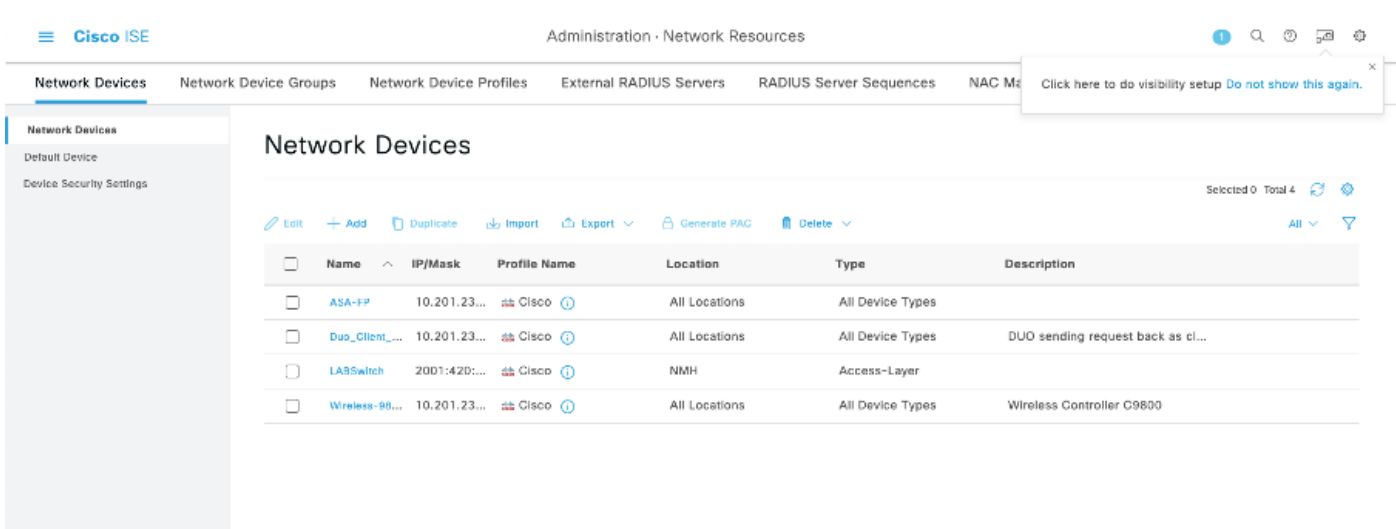 Cisco ISE
Administration · Network Resources
1
Network Devices Network Device Groups Network Device Profiles External RADIUS Servers RADIUS Server Sequences NAC Ma
Click here to do visibility setup Do not show this again.
Network Devices
Default Device
Device Security Settings
Network Devices
Selected 0 Total 4
Edit Add Duplicate Import Export Generate PAC Delete All
Name IP/Mask Profile Name Location Type Description
ASA-FP 10.201.23... Cisco All Locations All Device Types
Duo_Client_... 10.201.23... Cisco All Locations All Device Types DUO sending request back as cl...
LABSwitch 2001:420:... Cisco NMH Access-Layer
Wireless-98... 10.201.23... Cisco All Locations All Device Types Wireless Controller C9800